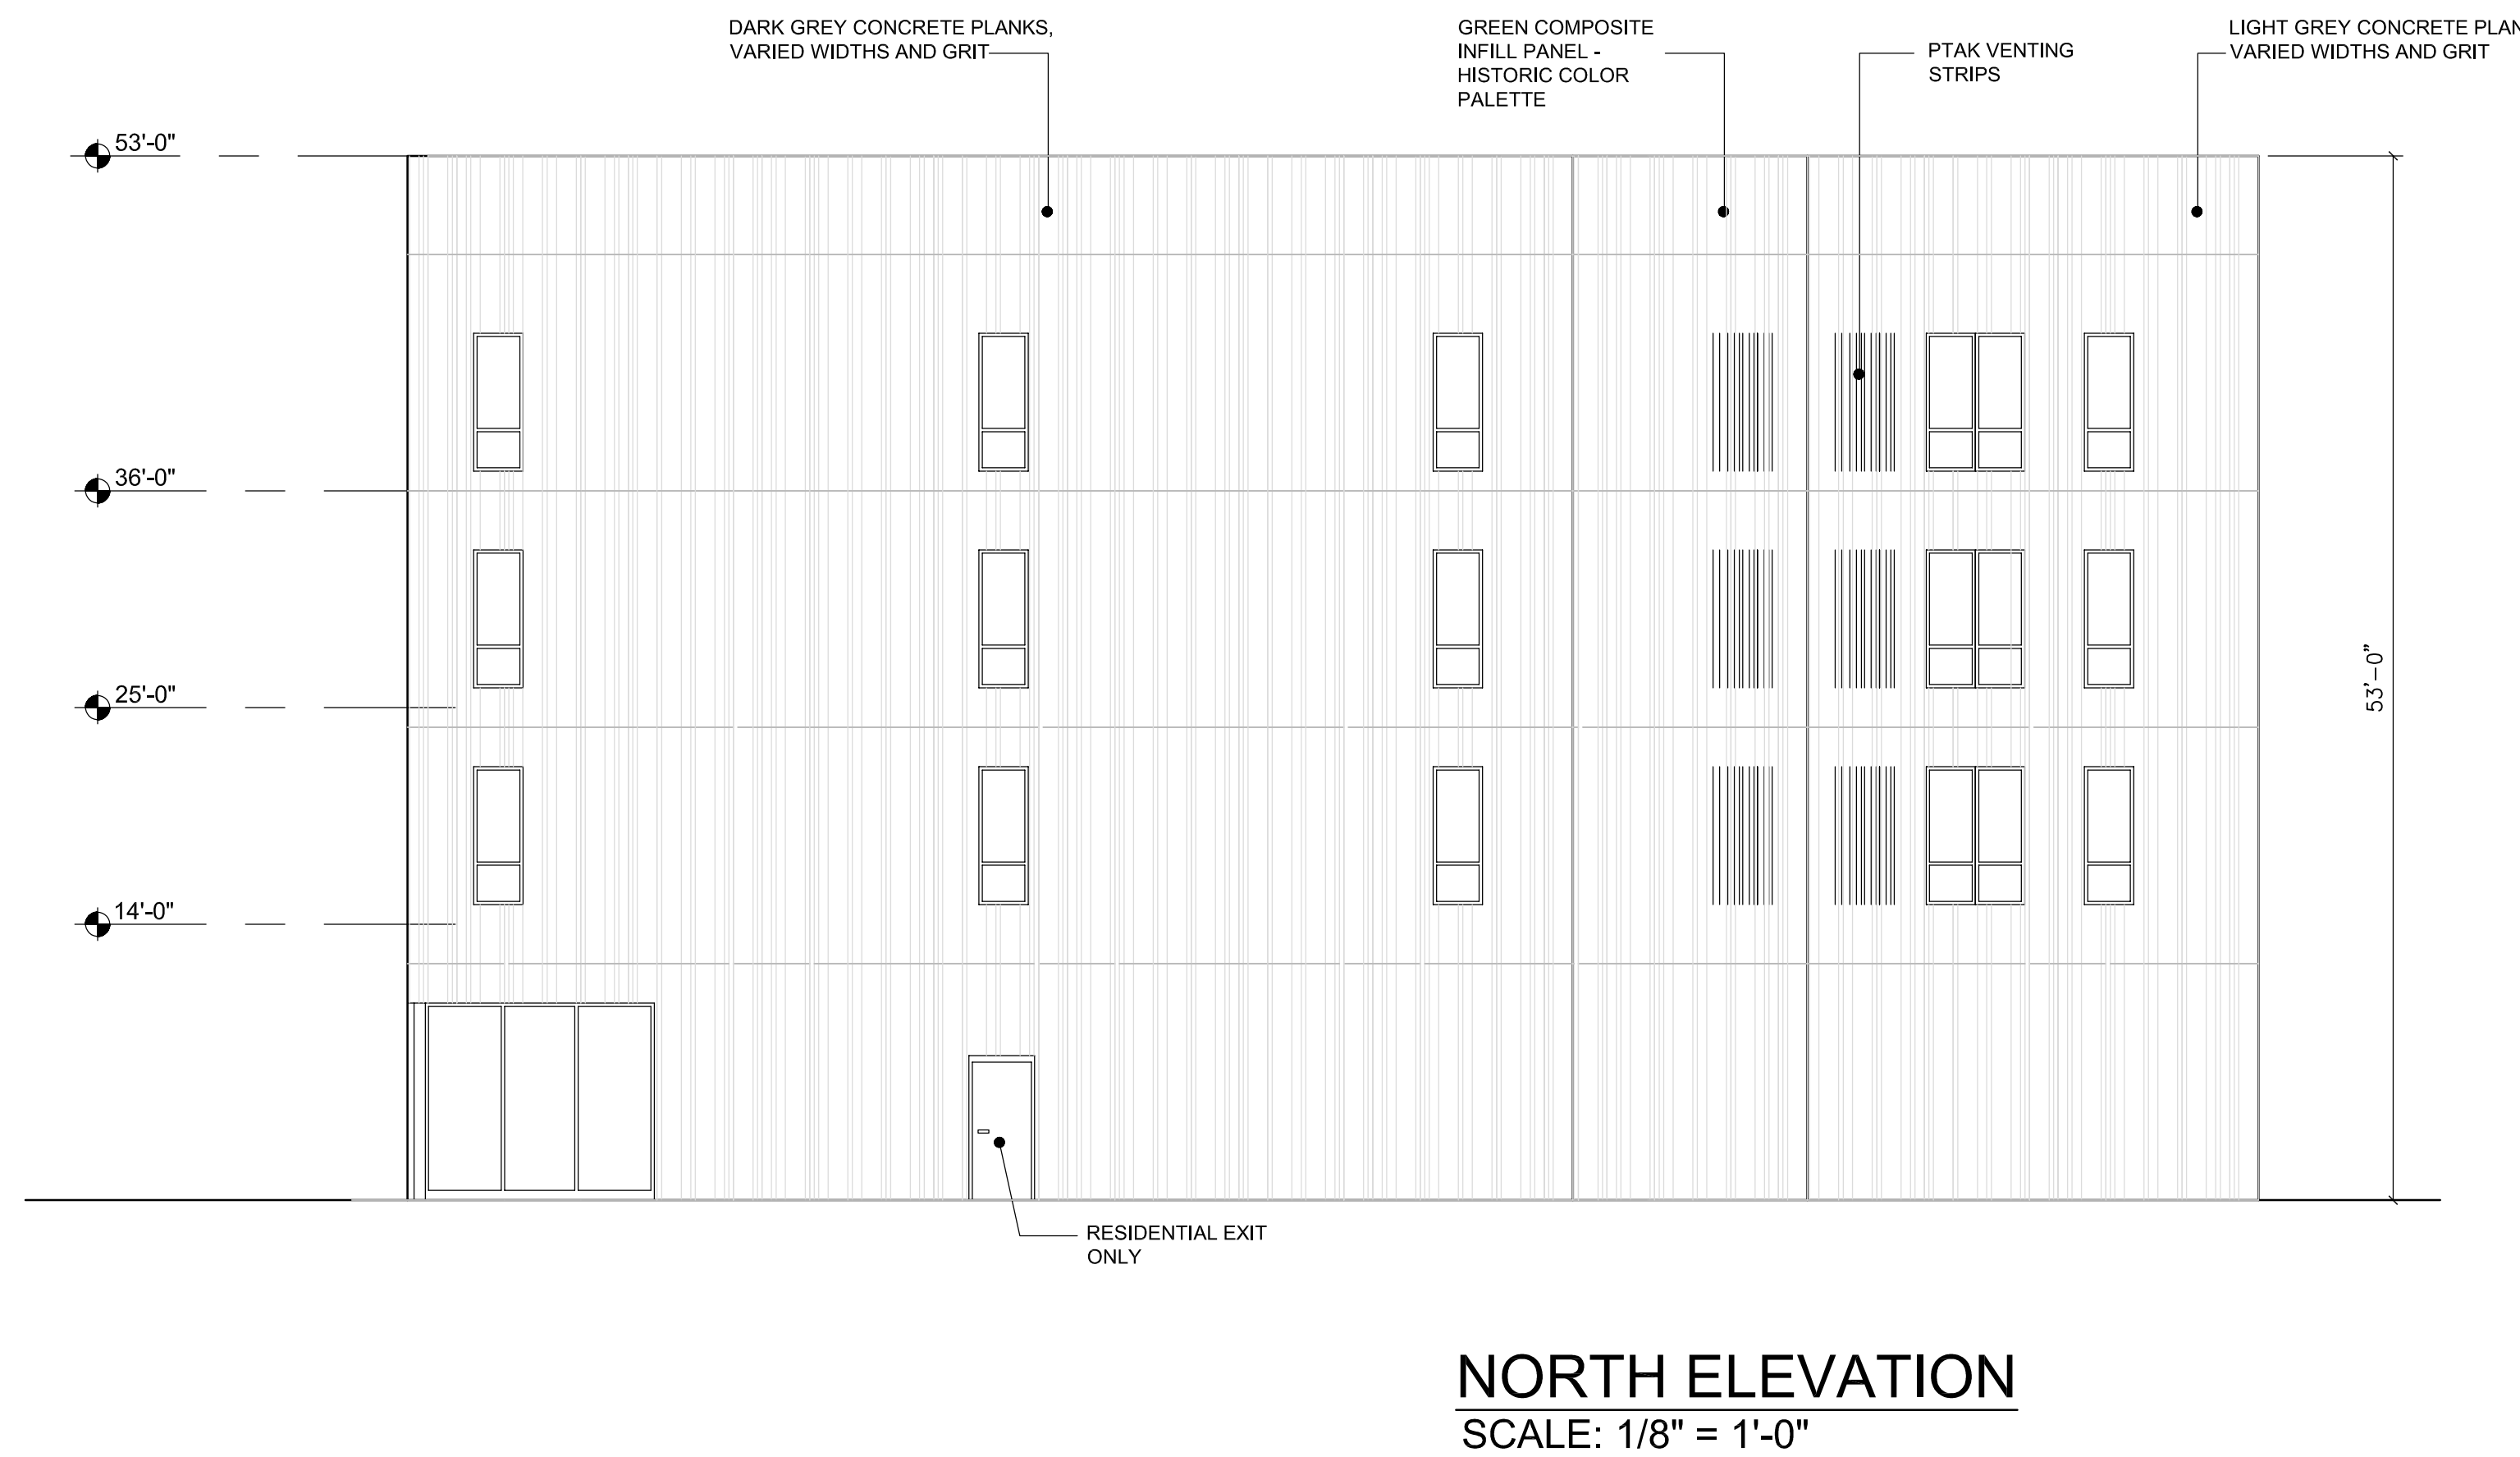 DARK GREY CONCRETE PLANKS,
VARIED WIDTHS AND GRIT
GREEN COMPOSITE
INFILL PANEL -
HISTORIC COLOR
PALETTE
PTAK VENTING
STRIPS
LIGHT GREY CONCRETE PLAN
VARIED WIDTHS AND GRIT
53'-0"
36'-0"
25'-0"
14'-0"
53'-0"
RESIDENTIAL EXIT
ONLY
NORTH ELEVATION
SCALE: 1/8" = 1'-0"